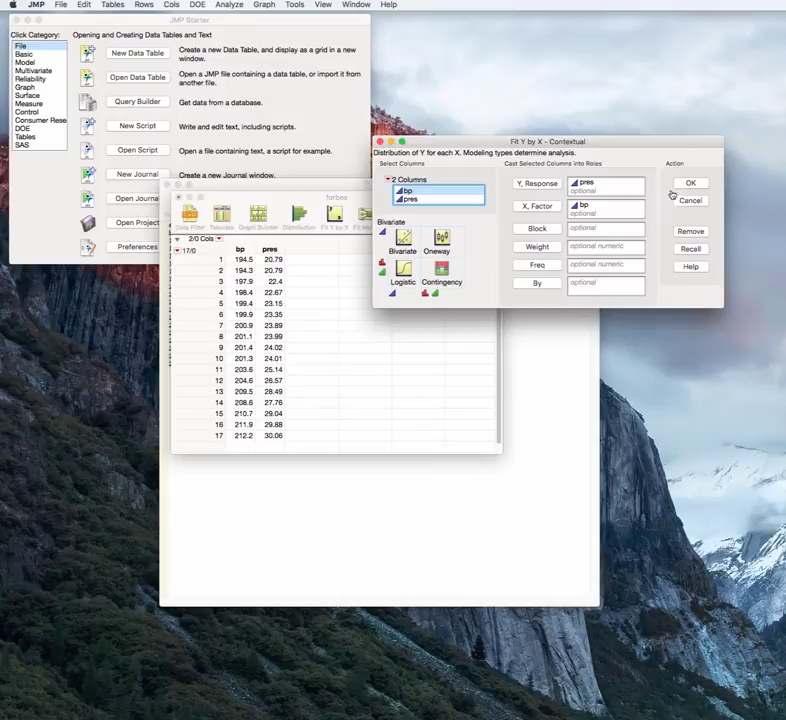 JMP File Edit Tables Rows Cols DOE Analyze Graph Tools View Window Help
JMP Starter
Click Category:
File
Basic
Model
Multivariate
Reliability
Graph
Surface
Measure
Control
Consumer Rese
DOE
Tables
SAS
Opening and Creating Data Tables and Text
New Data Table
Create a new Data Table, and display as a grid in a new window.
Open Data Table
Open a JMP file containing a data table, or import it from another file.
Query Builder
Get data from a database.
New Script
Write and edit text, including scripts.
Open Script
Open a file containing text, a script for example.
New Journal
Create a new Journal window.
Open Journa
Open Project
Preferences
forbes
Data Filter Tabulate Graph Builder Distribution Fit Y by X Fit Mo
2/0 Cols bp pres
17/0
1 194.5 20.79
2 194.3 20.79
3 197.9 22.4
4 198.4 22.67
5 199.4 23.15
6 199.9 23.35
7 200.9 23.89
8 201.1 23.99
9 201.4 24.02
10 201.3 24.01
11 203.6 25.14
12 204.6 26.57
13 209.5 28.49
14 208.6 27.76
15 210.7 29.04
16 211.9 29.88
17 212.2 30.06
Fit Y by X - Contextual
Distribution of Y for each X. Modeling types determine analysis.
Select Columns
2 Columns
bp
pres
Bivariate
Bivariate Oneway
Logistic Contingency
Cast Selected Columns into Roles
Y, Response
pres
optional
X, Factor
bp
optional
Block optional
Weight optional numeric
Freq optional numeric
By optional
Action
OK
Cancel
Remove
Recall
Help